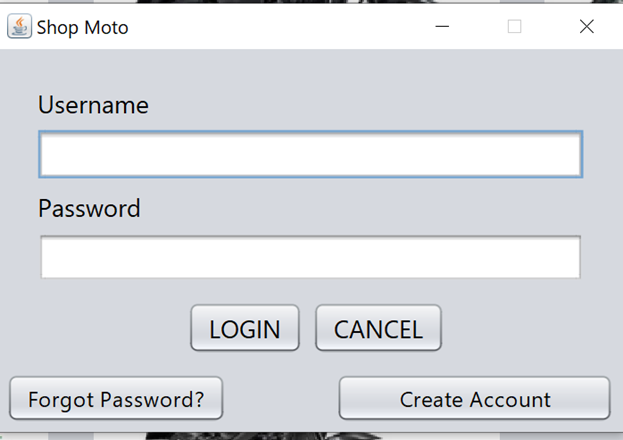 Shop Moto
Username
Password
LOGIN CANCEL
Forgot Password? Create Account